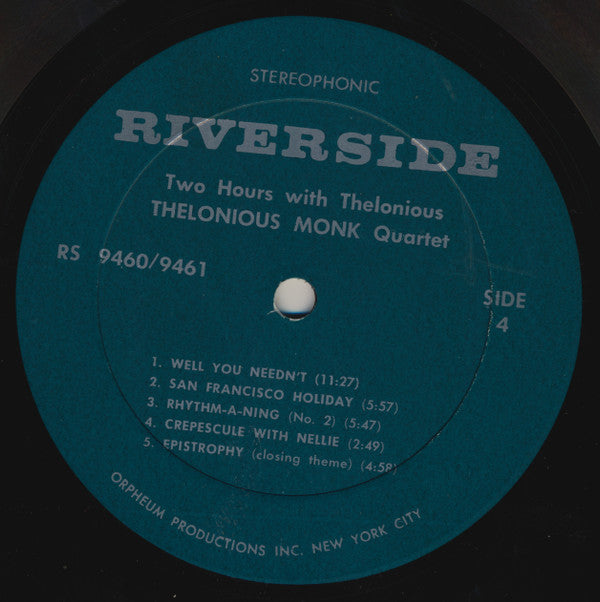 STEREOPHONIC
RIVERSIDE
Two Hours with Thelonious
THELONIOUS MONK Quartet
RS 9460/9461
SIDE
4
1. WELL YOU NEEDN'T (11:27)
2. SAN FRANCISCO HOLIDAY (5:57)
3. RHYTHM-A-NING (No. 2) (5:47)
4. CREPESCULE WITH NELLIE (2:49)
5. EPISTROPHY (closing theme) (4:58)
ORPHEUM PRODUCTIONS INC. NEW YORK CITY